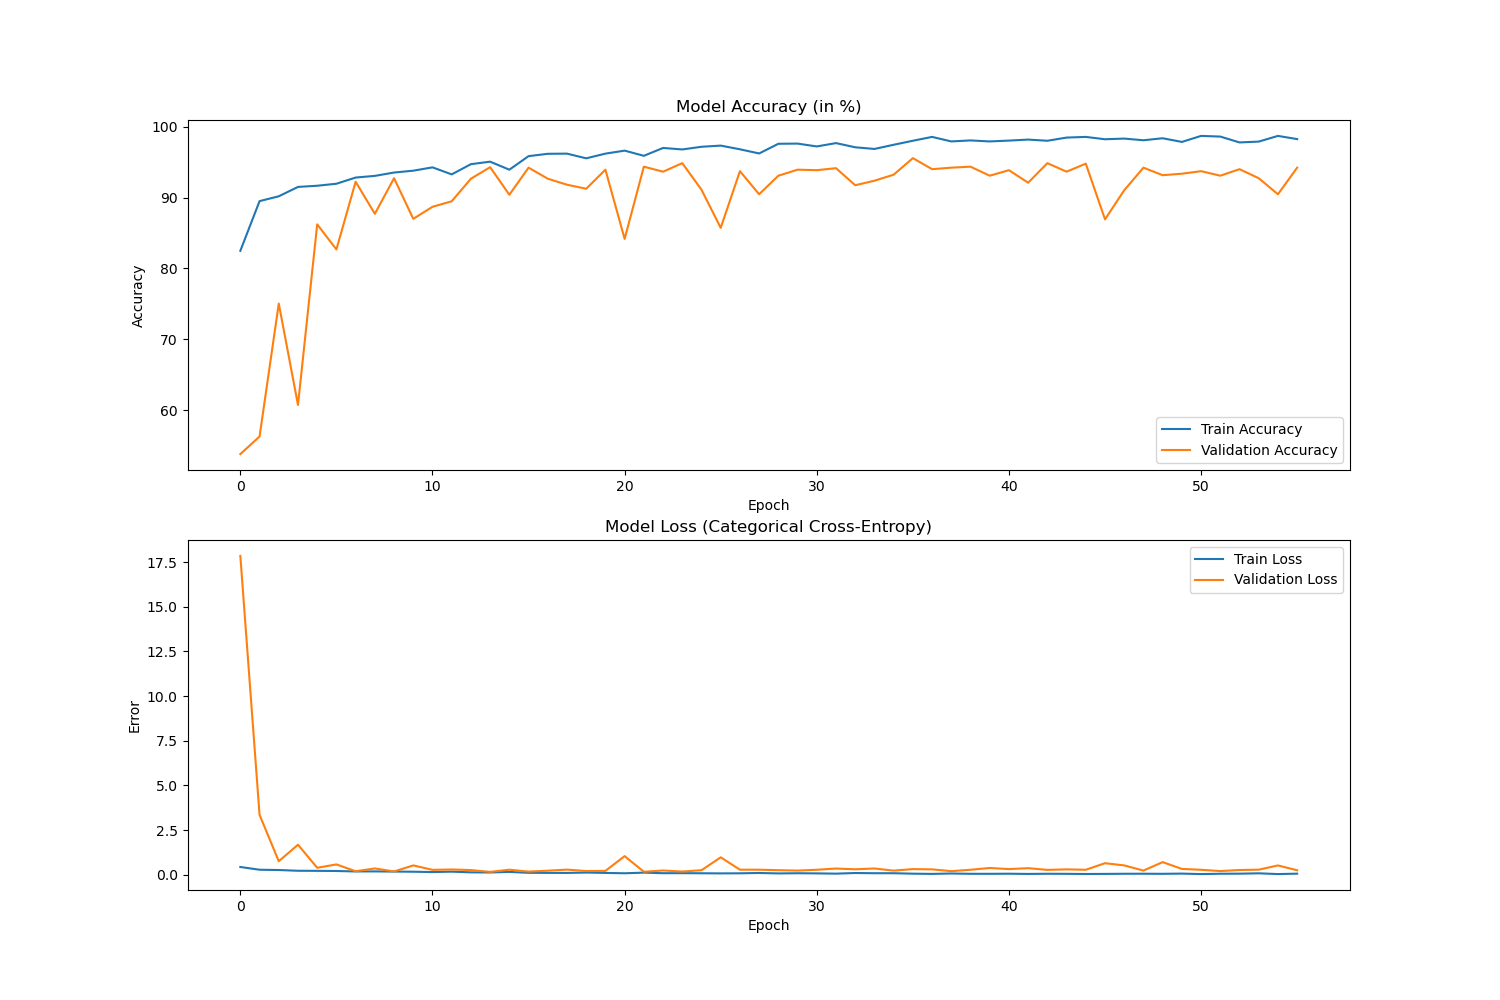 Model Accuracy (in %)
100
90
80
70
60
Accuracy
Train Accuracy
Validation Accuracy
0 10 20 30 40 50
Epoch
Model Loss (Categorical Cross-Entropy)
17.5
15.0
12.5
10.0
7.5
5.0
2.5
0.0
Error
Train Loss
Validation Loss
0 10 20 30 40 50
Epoch